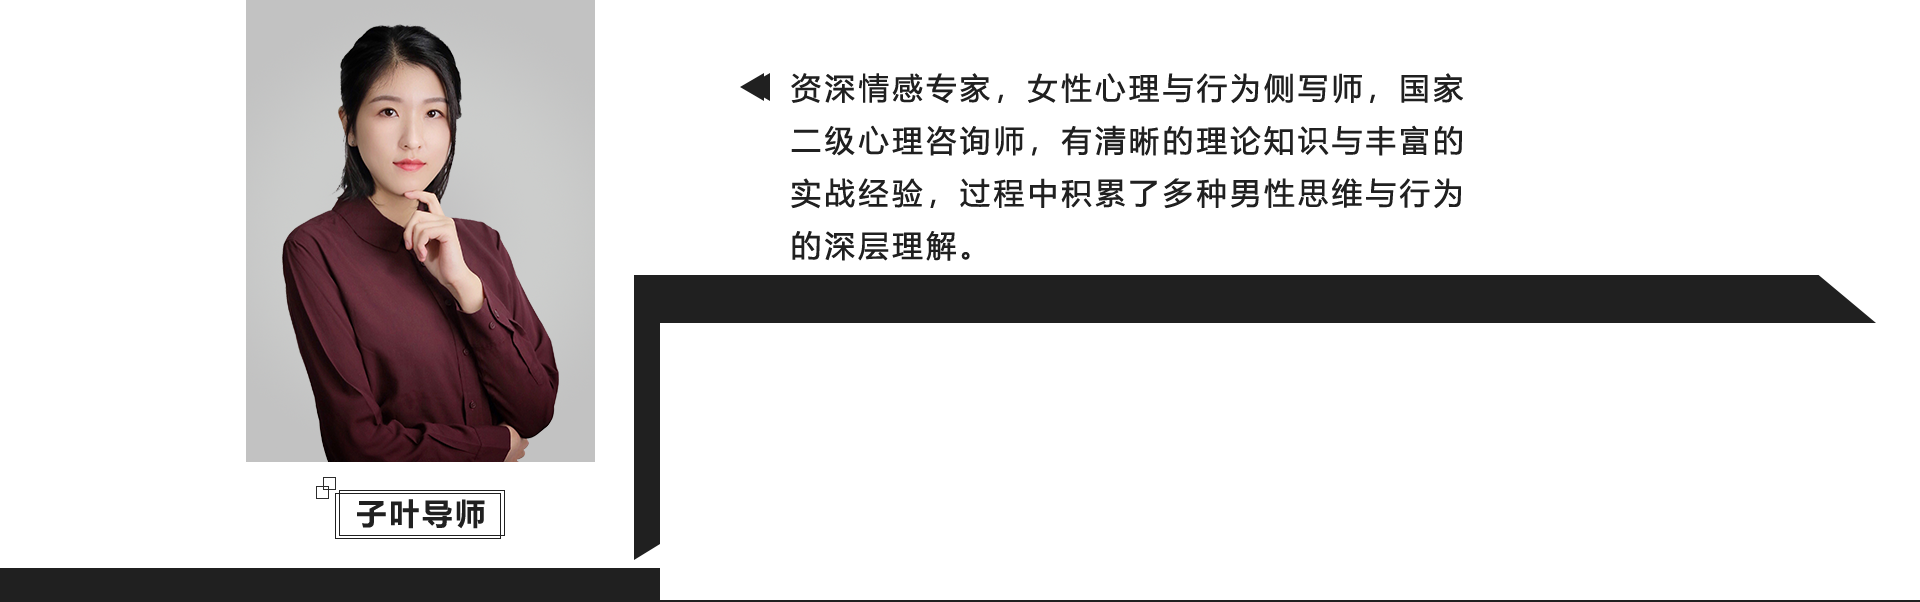 资深情感专家，女性心理与行为侧写师，国家
二级心理咨询师，有清晰的理论知识与丰富的
实战经验，过程中积累了多种男性思维与行为
的深层理解。
子叶导师